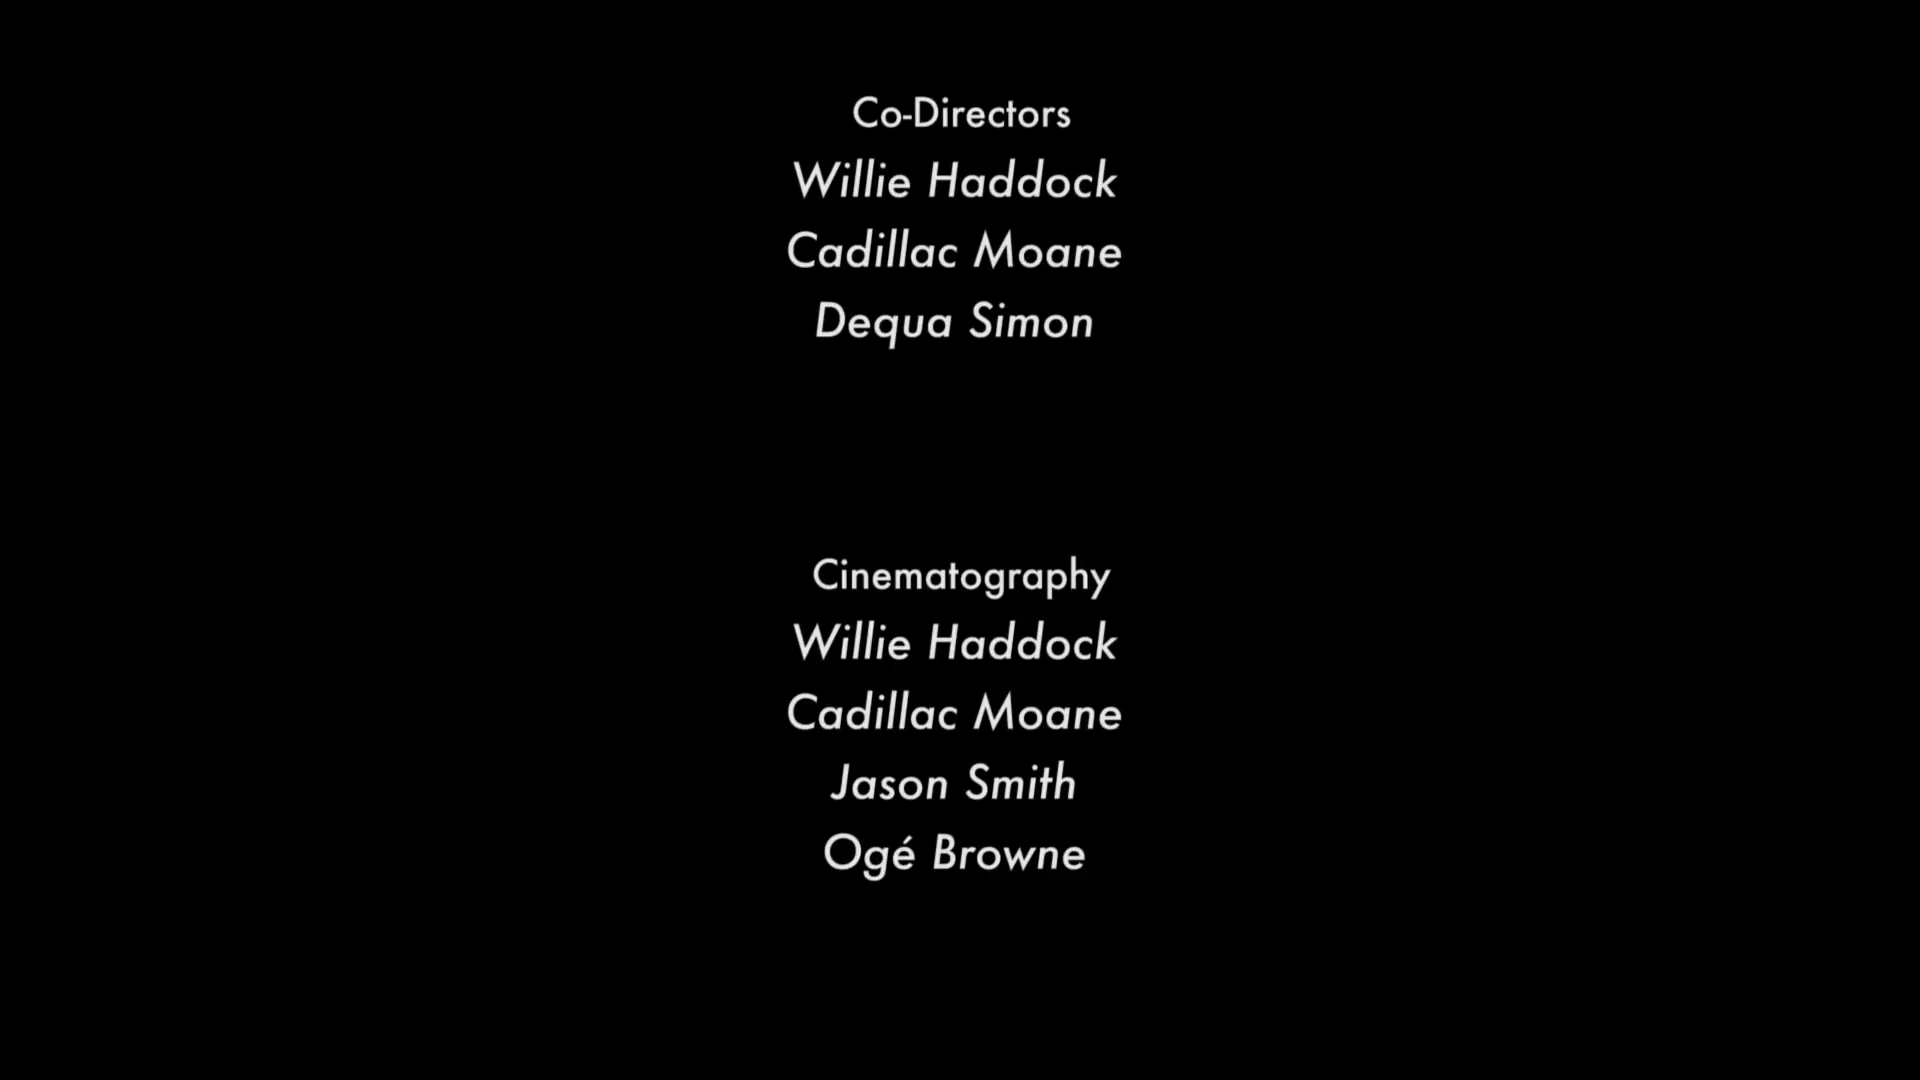 Co-Directors
Willie Haddock
Cadillac Moane
Dequa Simon
Cinematography
Willie Haddock
Cadillac Moane
Jason Smith
Ogé Browne